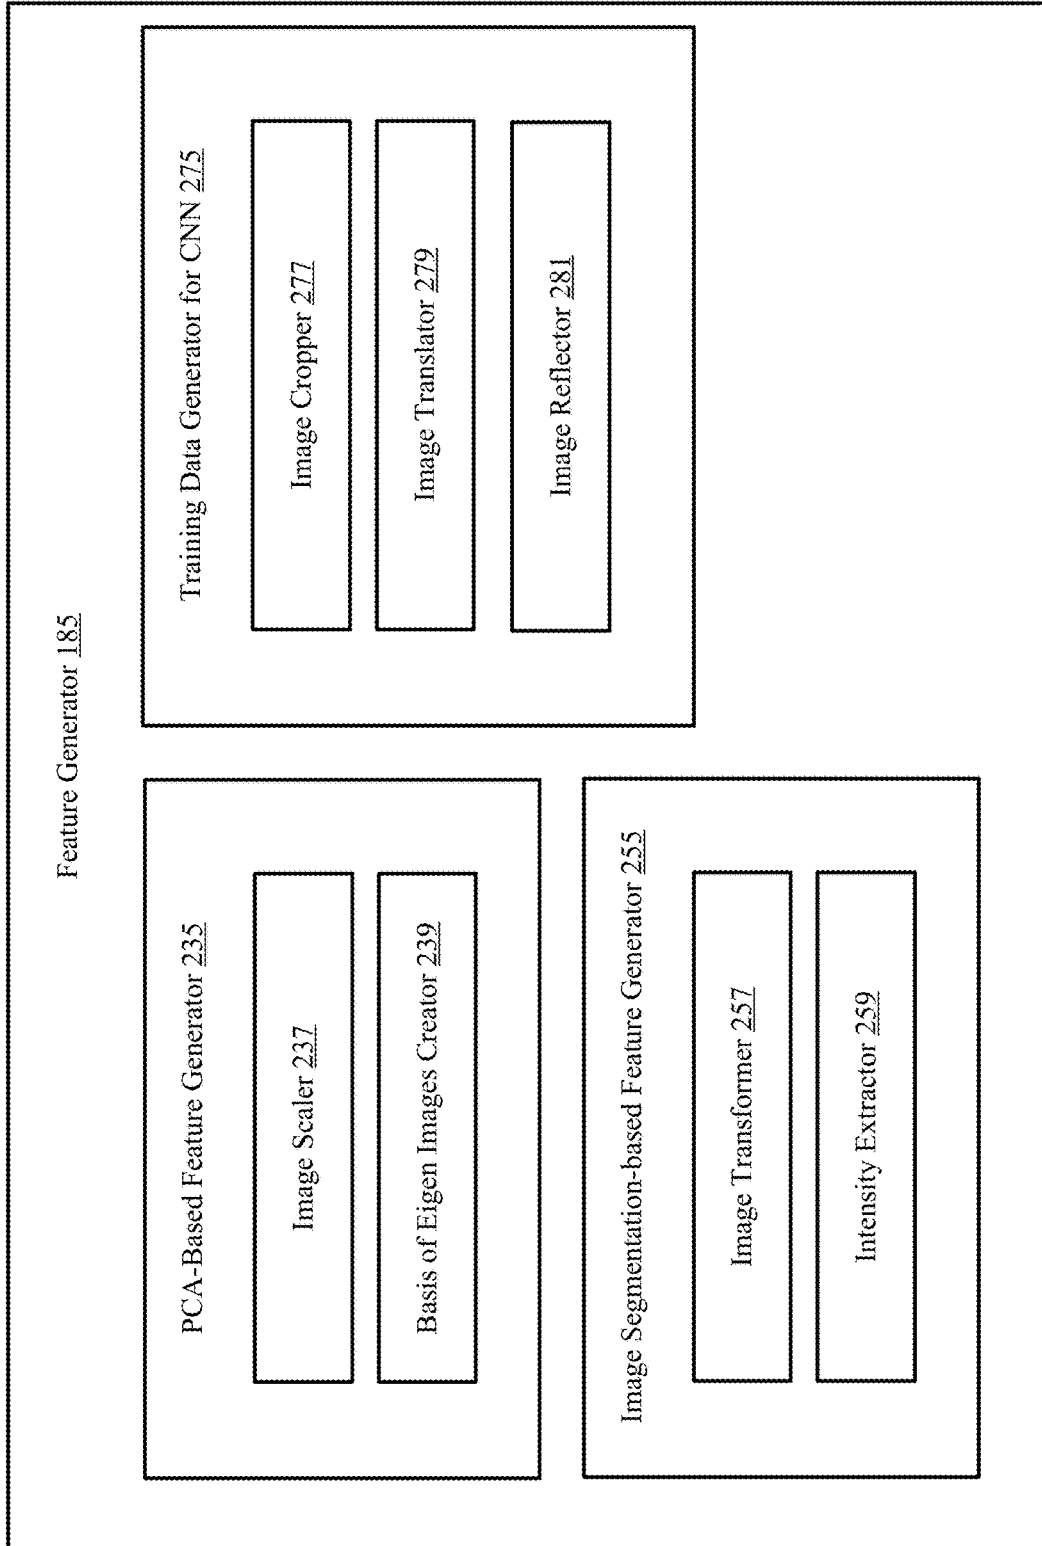 Feature Generator 185
PCA-Based Feature Generator 235
Image Scaler 237
Basis of Eigen Images Creator 239
Image Segmentation-based Feature Generator 255
Image Transformer 257
Intensity Extractor 259
Training Data Generator for CNN 275
Image Cropper 277
Image Translator 279
Image Reflector 281